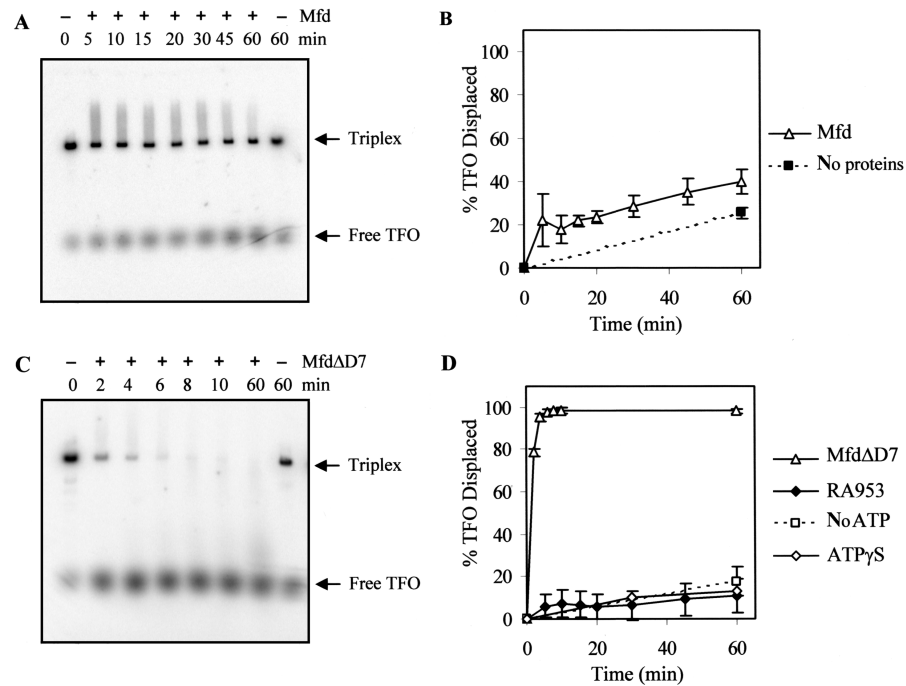 A
– + + + + + + + – Mfd
0 5 10 15 20 30 45 60 60 min
Triplex
Free TFO
B
% TFO Displaced
100
80
60
40
20
0
0 20 40 60
Time (min)
Mfd
No proteins
C
– + + + + + + – MfdΔD7
0 2 4 6 8 10 60 60 min
Triplex
Free TFO
D
% TFO Displaced
100
80
60
40
20
0
0 20 40 60
Time (min)
MfdΔD7
RA953
No ATP
ATPγS